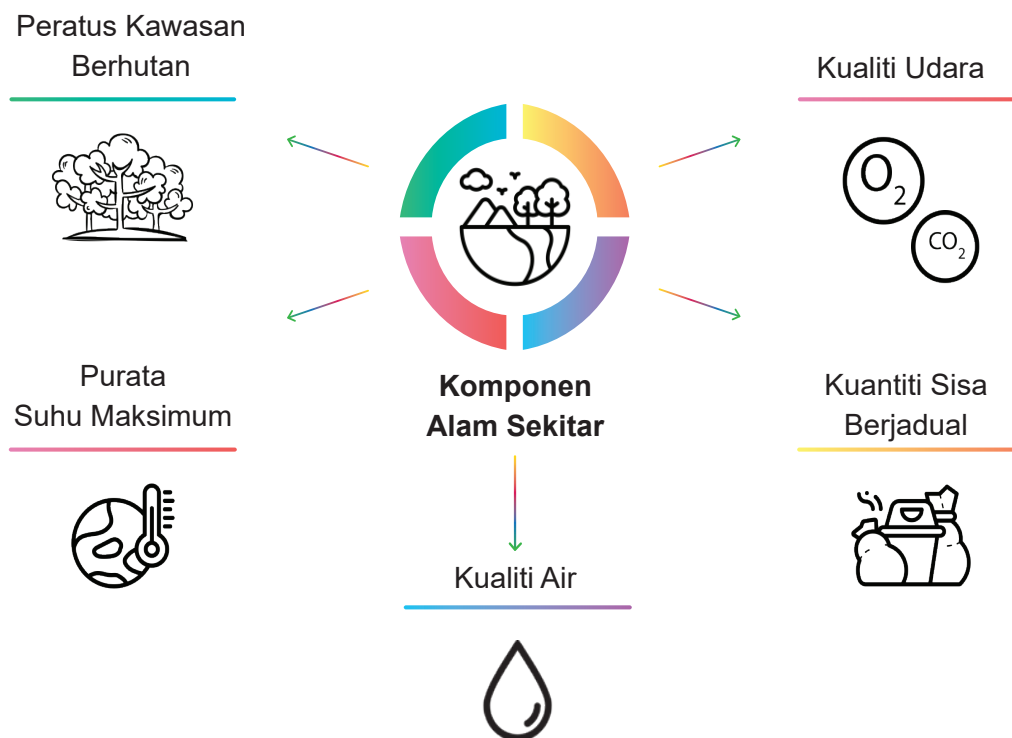 Peratus Kawasan
Berhutan
Kualiti Udara
O2
CO2
Purata
Suhu Maksimum
Komponen
Alam Sekitar
Kuantiti Sisa
Berjadual
Kualiti Air